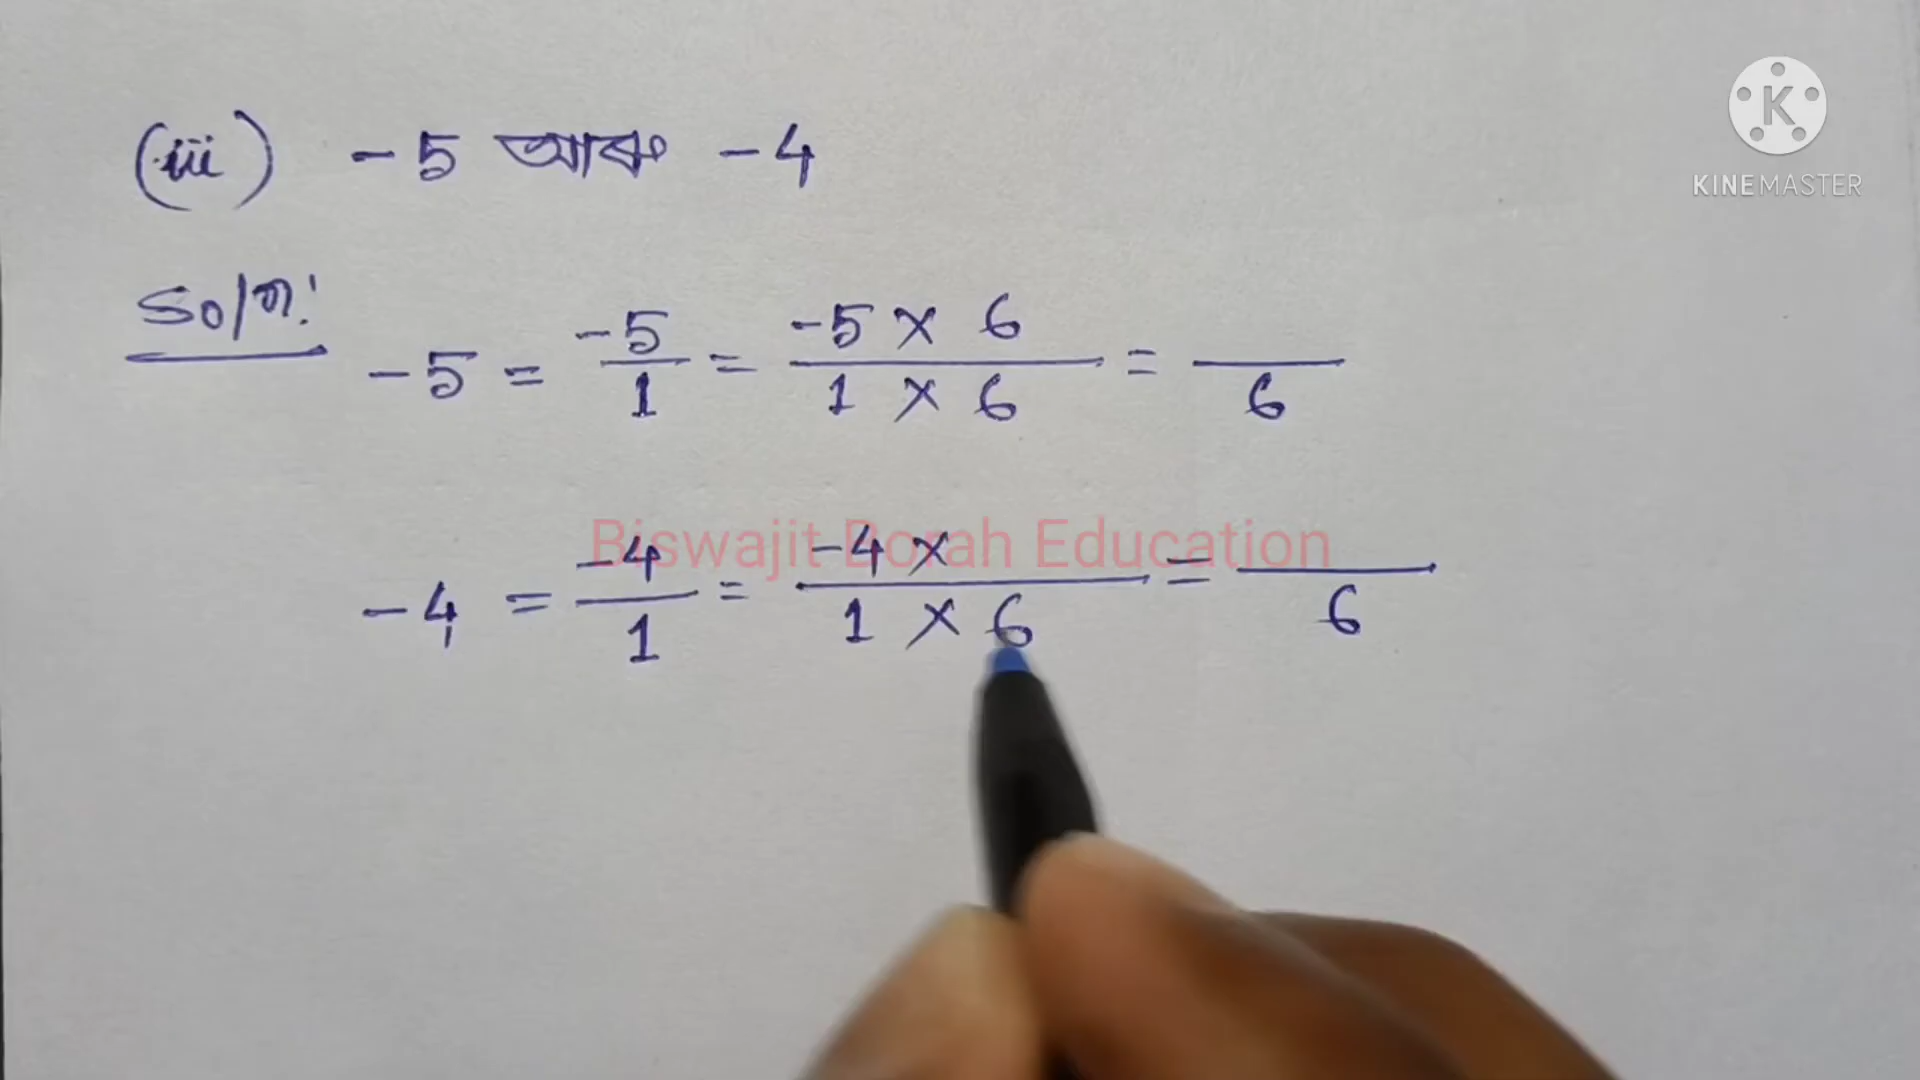 (iii) -5 আৰু -4
K
KINEMASTER
Soln:
-5 = -5/1 = -5 × 6 / 1 × 6 = /6
Biswajit Borah Education
-4 = -4/1 = -4 × / 1 × 6 = /6